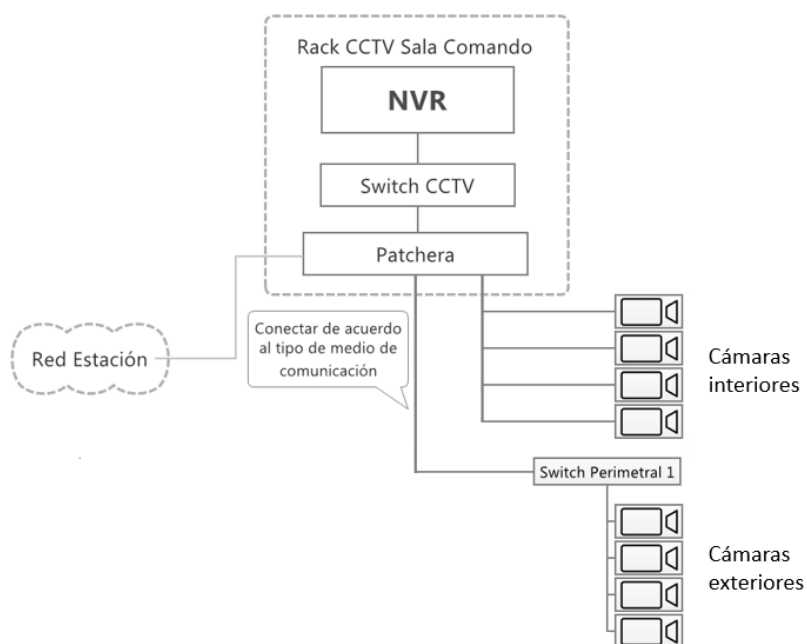 Rack CCTV Sala Comando
NVR
Switch CCTV
Patchera
Conectar de acuerdo
al tipo de medio de
comunicación
Red Estación
Cámaras
interiores
Switch Perimetral 1
Cámaras
exteriores